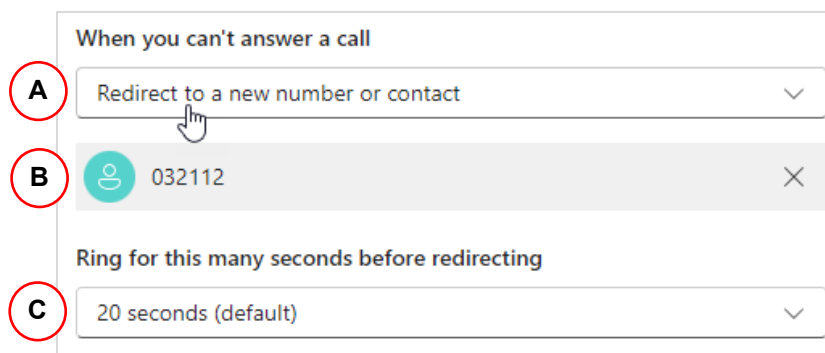 When you can't answer a call
A
Redirect to a new number or contact
B
032112
Ring for this many seconds before redirecting
C
20 seconds (default)